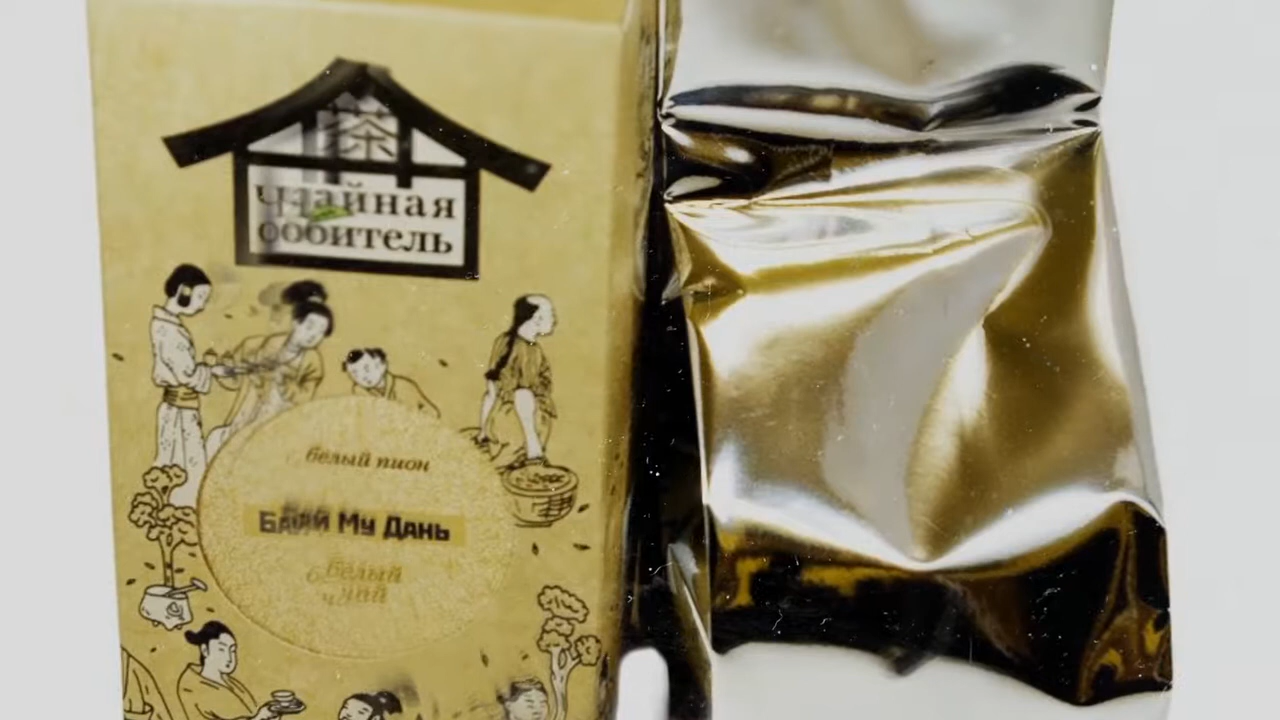 茶
Чайная
обитель
белый пион
Бай Му Дань
белый
чай